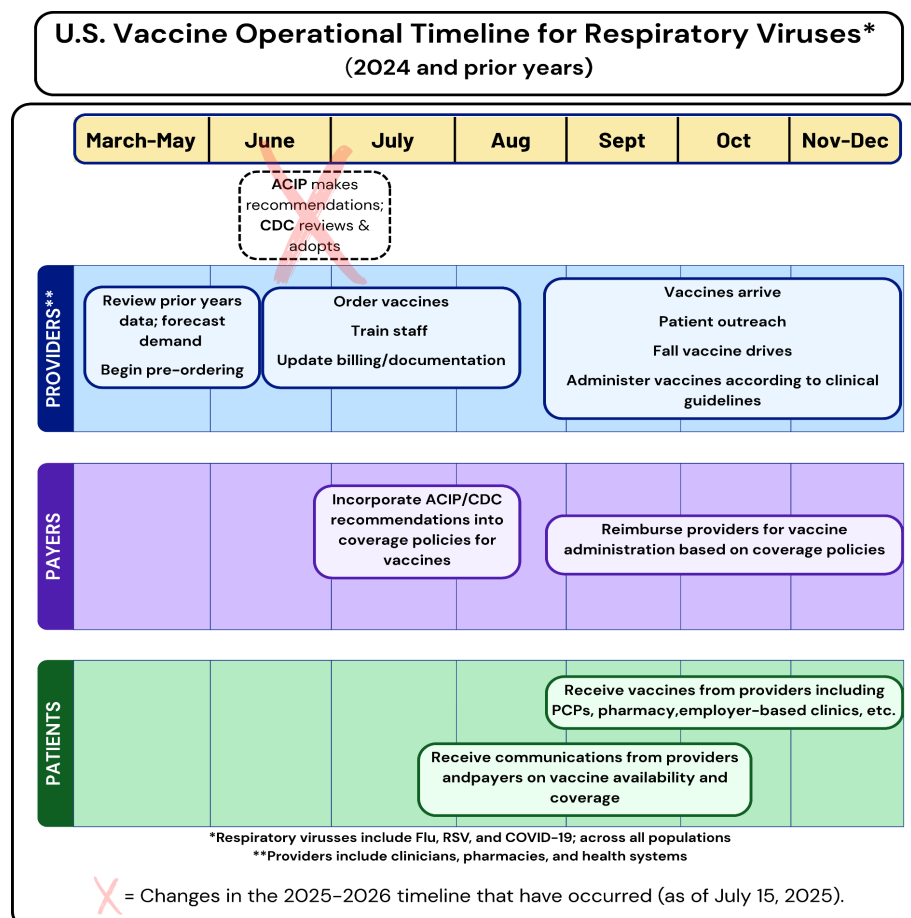 U.S. Vaccine Operational Timeline for Respiratory Viruses*
(2024 and prior years)
March-May June July Aug Sept Oct Nov-Dec
ACIP makes
recommendations;
CDC reviews &
adopts
PROVIDERS**
Review prior years
data; forecast
demand
Begin pre-ordering
Order vaccines
Train staff
Update billing/documentation
Vaccines arrive
Patient outreach
Fall vaccine drives
Administer vaccines according to clinical
guidelines
PAYERS
Incorporate ACIP/CDC
recommendations into
coverage policies for
vaccines
Reimburse providers for vaccine
administration based on coverage policies
PATIENTS
Receive vaccines from providers including
PCPs, pharmacy,employer-based clinics, etc.
Receive communications from providers
andpayers on vaccine availability and
coverage
*Respiratory virusses include Flu, RSV, and COVID-19; across all populations
**Providers include clinicians, pharmacies, and health systems
= Changes in the 2025-2026 timeline that have occurred (as of July 15, 2025).